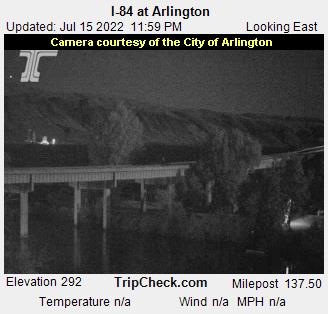 I-84 at Arlington
Updated: Jul 15 2022 11:59 PM Looking East
Camera courtesy of the City of Arlington
Elevation 292 TripCheck.com Milepost 137.50
Temperature n/a Wind n/a MPH n/a